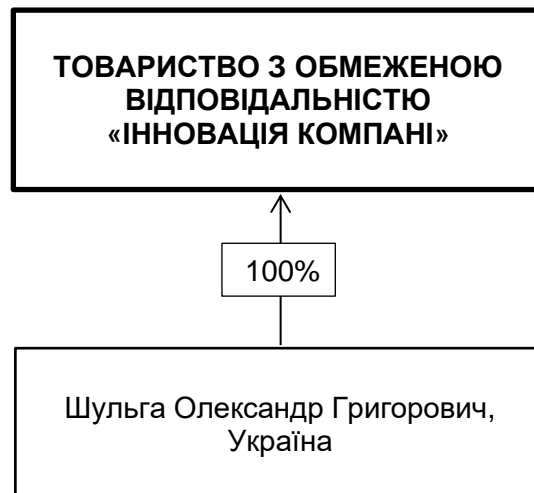 ТОВАРИСТВО З ОБМЕЖЕНОЮ
ВІДПОВІДАЛЬНІСТЮ
«ІННОВАЦІЯ КОМПАНІ»
100%
Шульга Олександр Григорович,
Україна